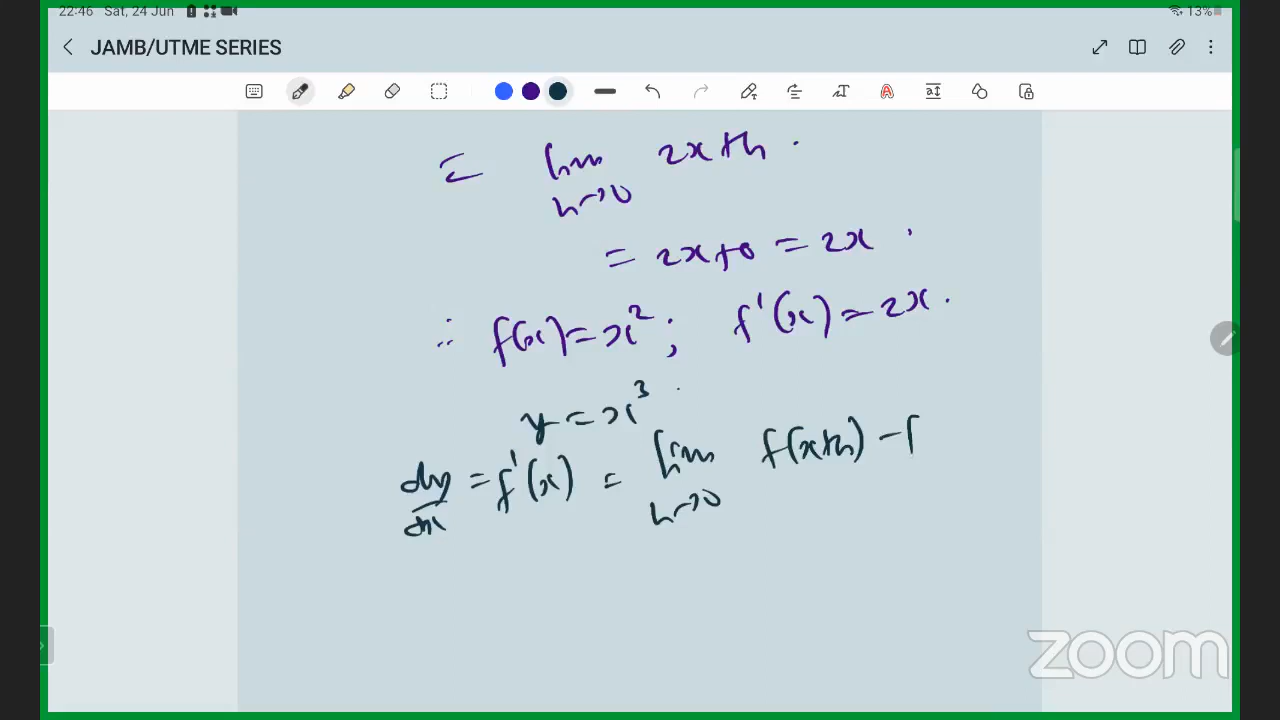 22:46 Sat, 24 Jun 13%
JAMB/UTME SERIES
= lim 2x+h .
h→0
= 2x+0 = 2x .
∴ f(x)=x² ; f'(x)=2x .
y=x³ .
dy/dx = f'(x) = lim f(x+h) - f
h→0
zoom